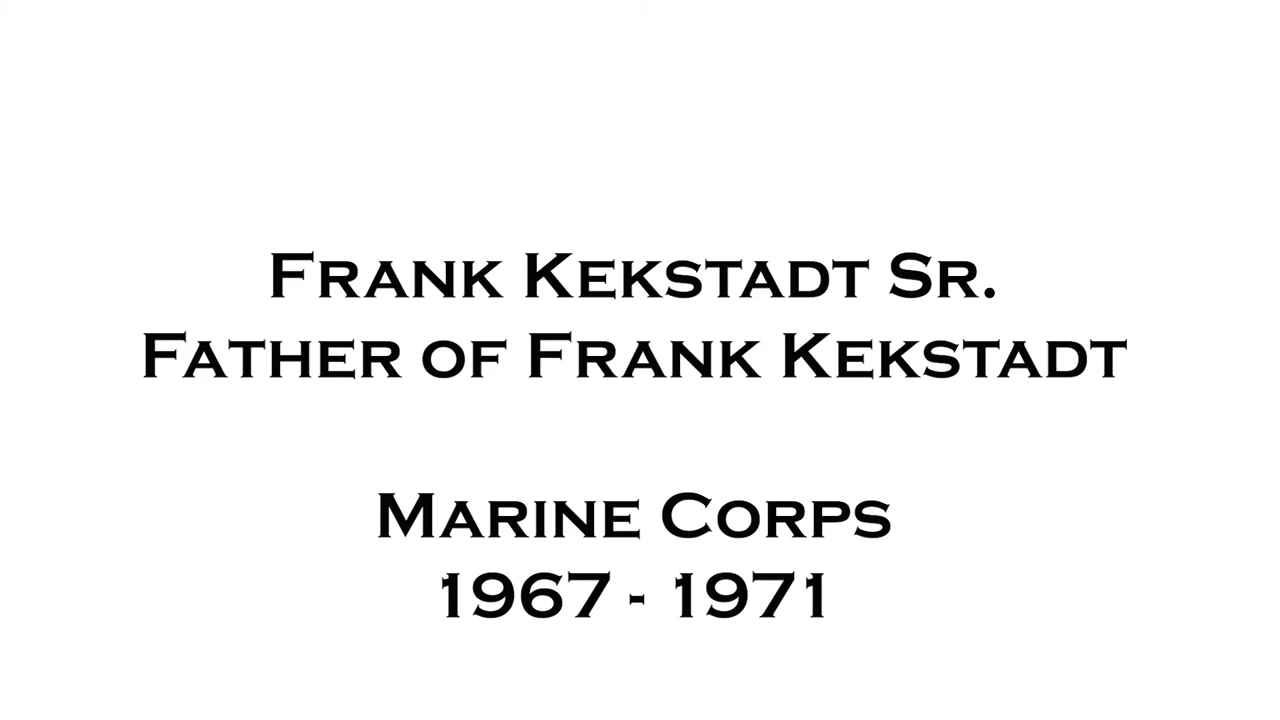 Frank Kekstadt Sr.
Father of Frank Kekstadt
Marine Corps
1967 - 1971